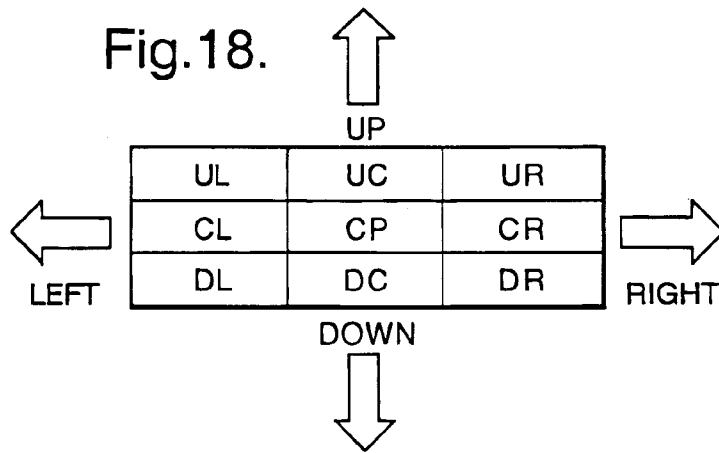 Fig.18.
UP
UL UC UR
CL CP CR
LEFT DL DC DR RIGHT
DOWN